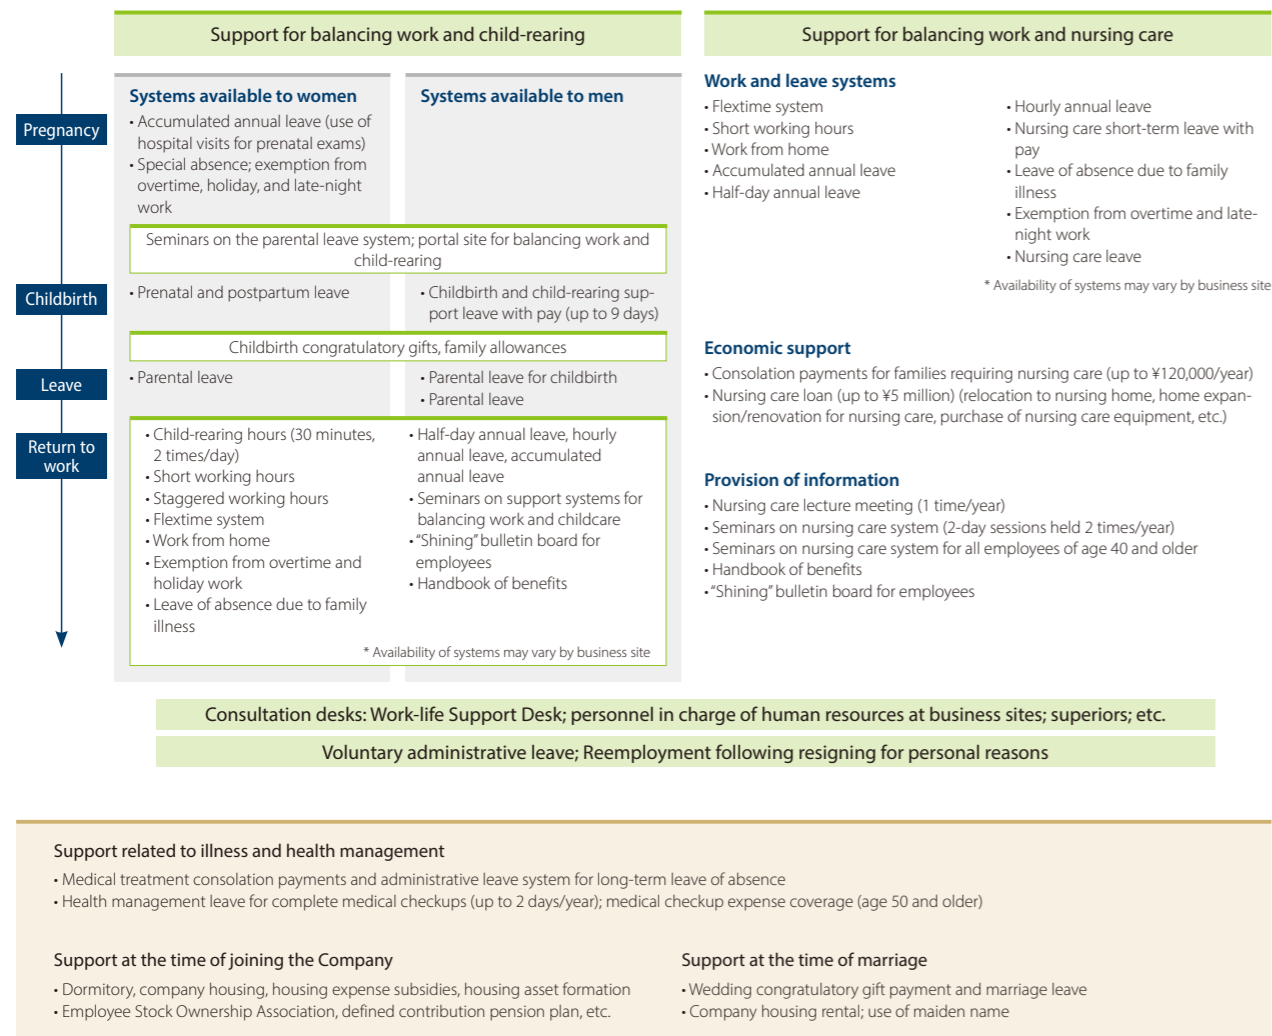 Support for balancing work and child-rearing
Pregnancy
Childbirth
Leave
Return to
work
Systems available to women
• Accumulated annual leave (use of
hospital visits for prenatal exams)
• Special absence; exemption from
overtime, holiday, and late-night
work
Systems available to men
Seminars on the parental leave system; portal site for balancing work and
child-rearing
• Prenatal and postpartum leave
• Childbirth and child-rearing sup-
port leave with pay (up to 9 days)
Childbirth congratulatory gifts, family allowances
• Parental leave
• Parental leave for childbirth
• Parental leave
• Child-rearing hours (30 minutes,
2 times/day)
• Short working hours
• Staggered working hours
• Flextime system
• Work from home
• Exemption from overtime and
holiday work
• Leave of absence due to family
illness
• Half-day annual leave, hourly
annual leave, accumulated
annual leave
• Seminars on support systems for
balancing work and childcare
• “Shining” bulletin board for
employees
• Handbook of benefits
* Availability of systems may vary by business site
Support for balancing work and nursing care
Work and leave systems
• Flextime system
• Short working hours
• Work from home
• Accumulated annual leave
• Half-day annual leave
• Hourly annual leave
• Nursing care short-term leave with
pay
• Leave of absence due to family
illness
• Exemption from overtime and late-
night work
• Nursing care leave
* Availability of systems may vary by business site
Economic support
• Consolation payments for families requiring nursing care (up to ¥120,000/year)
• Nursing care loan (up to ¥5 million) (relocation to nursing home, home expan-
sion/renovation for nursing care, purchase of nursing care equipment, etc.)
Provision of information
• Nursing care lecture meeting (1 time/year)
• Seminars on nursing care system (2-day sessions held 2 times/year)
• Seminars on nursing care system for all employees of age 40 and older
• Handbook of benefits
• “Shining” bulletin board for employees
Consultation desks: Work-life Support Desk; personnel in charge of human resources at business sites; superiors; etc.
Voluntary administrative leave; Reemployment following resigning for personal reasons
Support related to illness and health management
• Medical treatment consolation payments and administrative leave system for long-term leave of absence
• Health management leave for complete medical checkups (up to 2 days/year); medical checkup expense coverage (age 50 and older)
Support at the time of joining the Company
• Dormitory, company housing, housing expense subsidies, housing asset formation
• Employee Stock Ownership Association, defined contribution pension plan, etc.
Support at the time of marriage
• Wedding congratulatory gift payment and marriage leave
• Company housing rental; use of maiden name